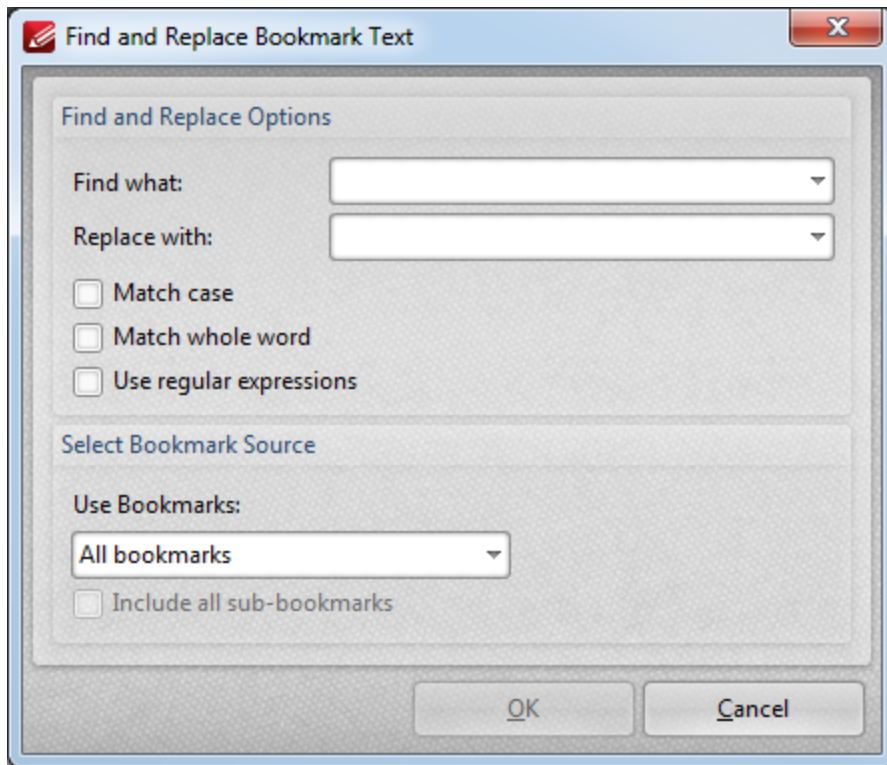 Find and Replace Bookmark Text
Find and Replace Options
Find what:
Replace with:
Match case
Match whole word
Use regular expressions
Select Bookmark Source
Use Bookmarks:
All bookmarks
Include all sub-bookmarks
OK Cancel